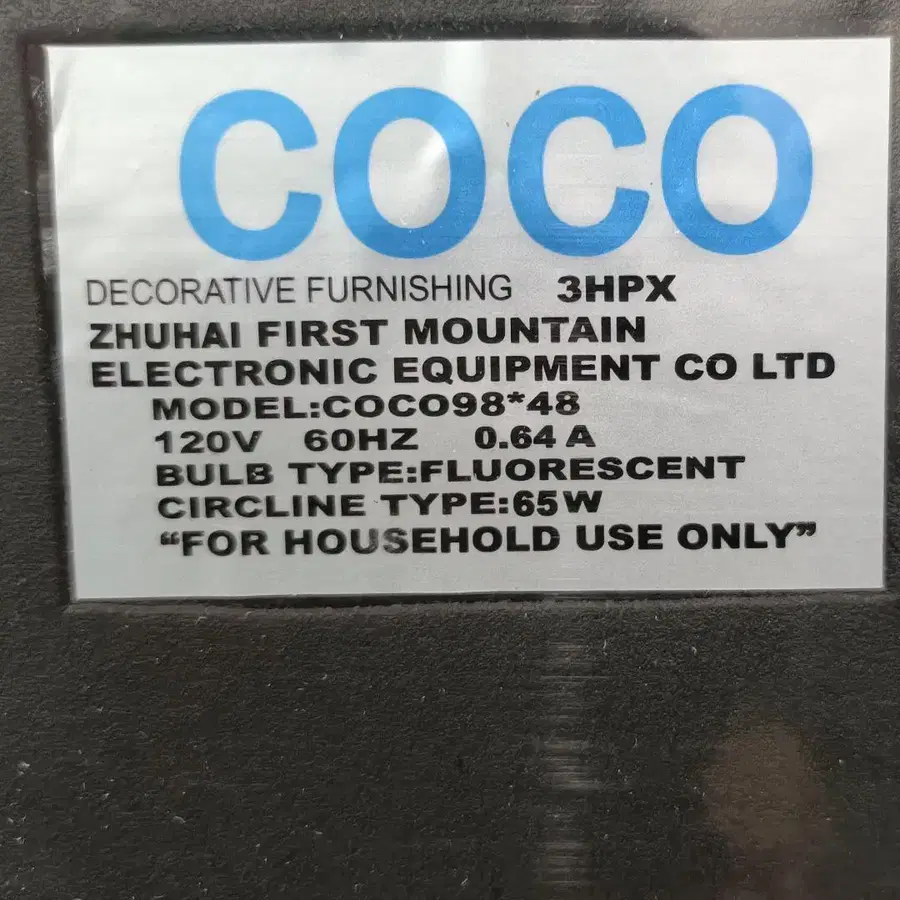 COCO
DECORATIVE FURNISHING 3HPX
ZHUHAI FIRST MOUNTAIN
ELECTRONIC EQUIPMENT CO LTD
MODEL:COCO98*48
120V 60HZ 0.64 A
BULB TYPE:FLUORESCENT
CIRCLINE TYPE:65W
“FOR HOUSEHOLD USE ONLY”